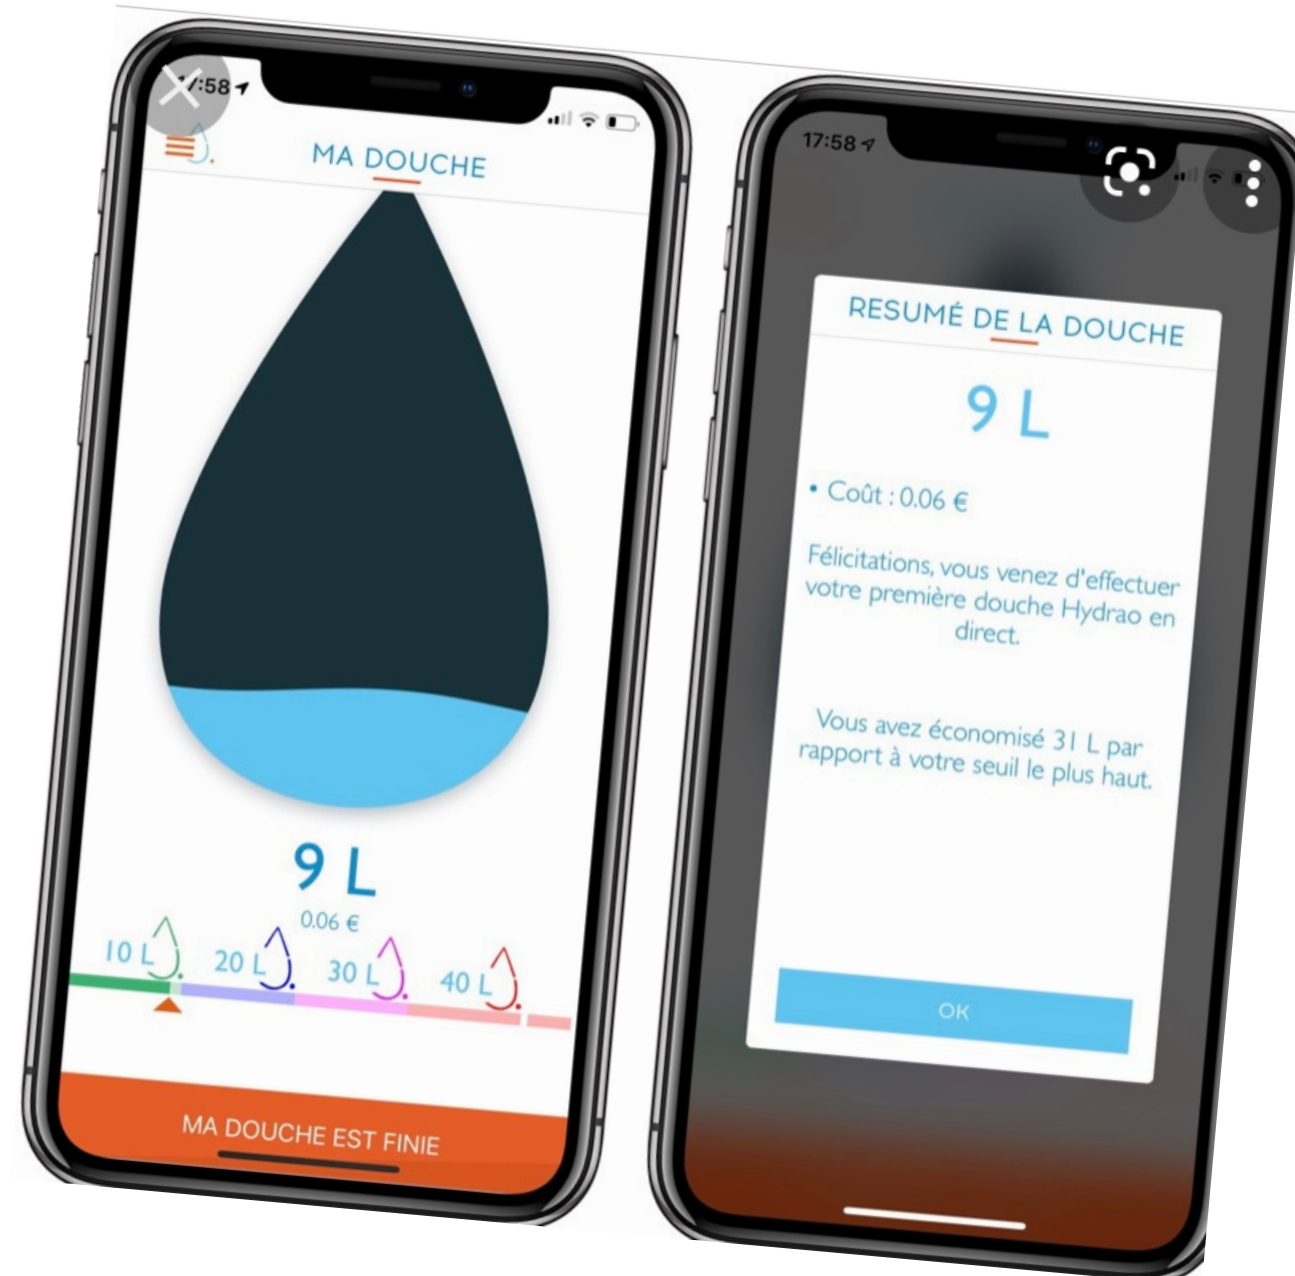 17:58
MA DOUCHE
9 L
0.06 €
10 L
20 L
30 L
40 L
MA DOUCHE EST FINIE
17:58
RESUMÉ DE LA DOUCHE
9 L
• Coût : 0.06 €
Félicitations, vous venez d'effectuer
votre première douche Hydrao en
direct.
Vous avez économisé 31 L par
rapport à votre seuil le plus haut.
OK